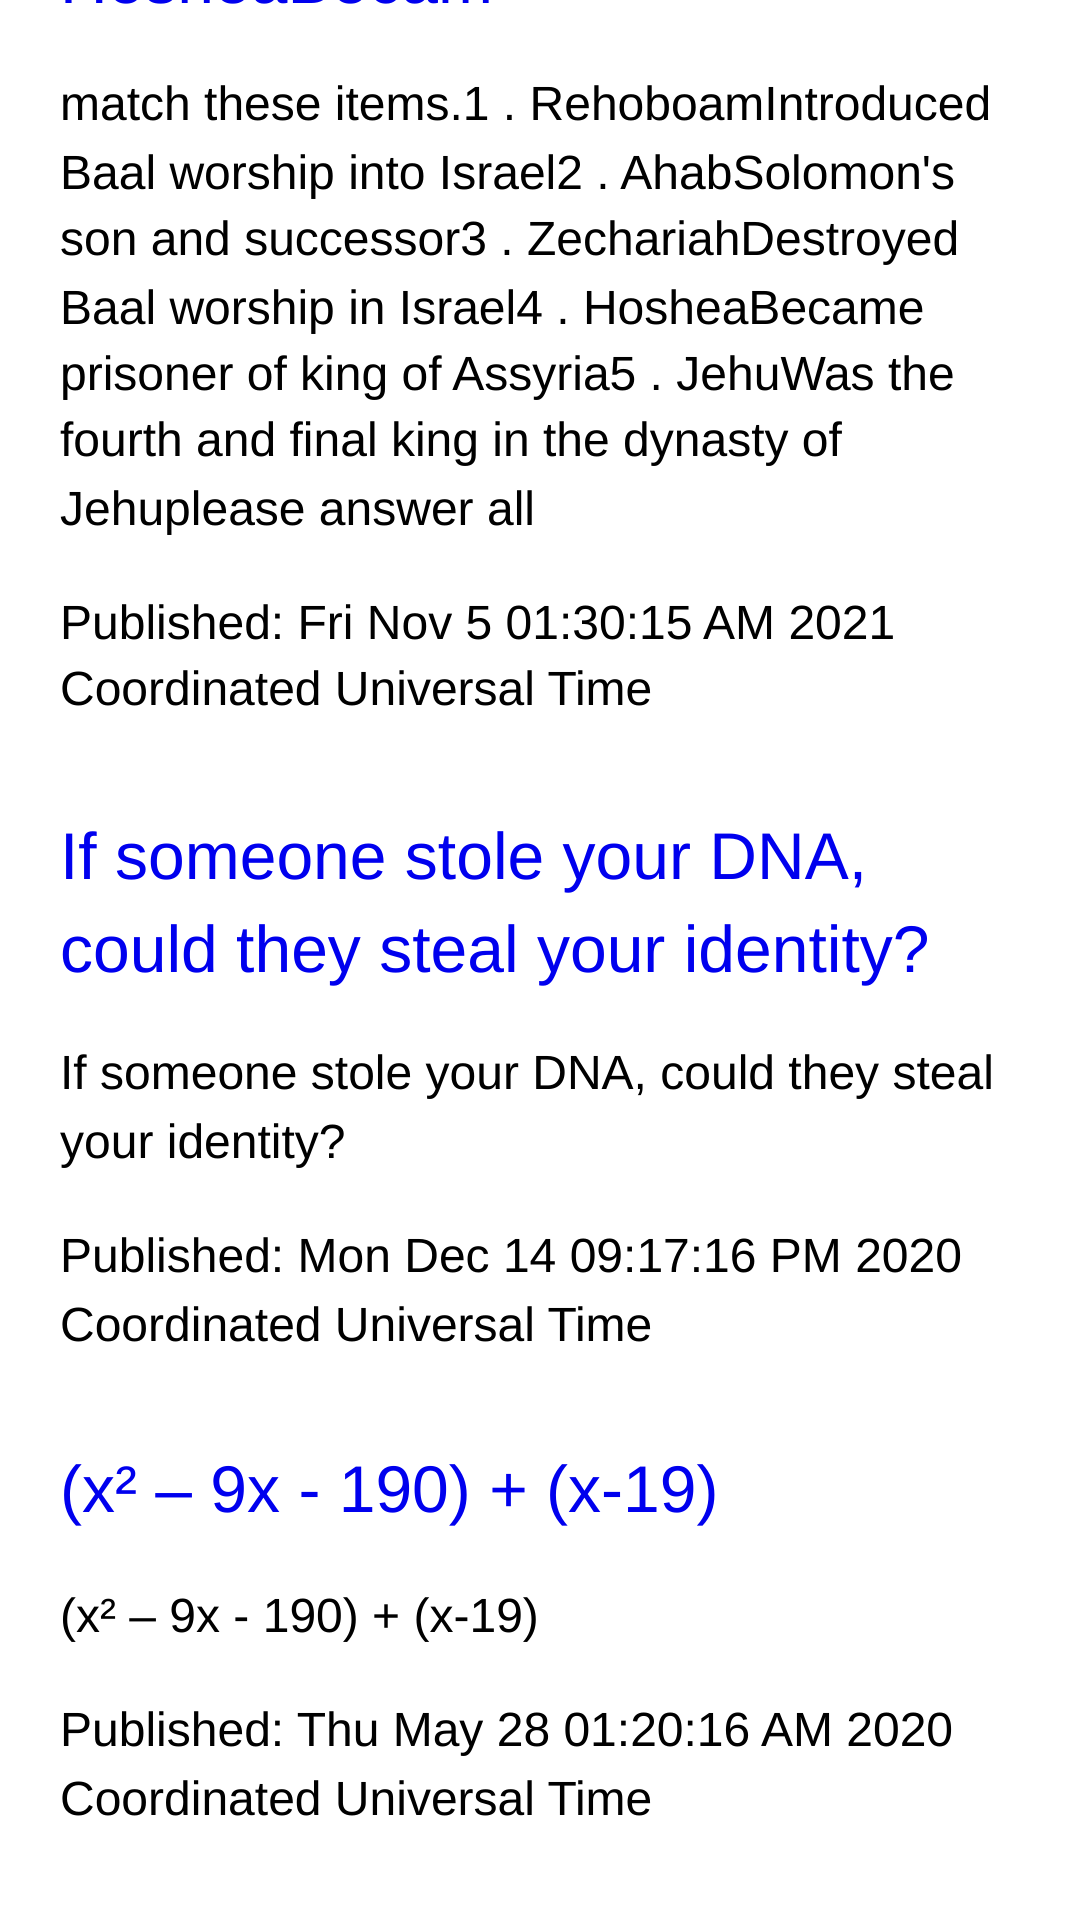 HosheaBecam
match these items.1 . RehoboamIntroduced
Baal worship into Israel2 . AhabSolomon's
son and successor3 . ZechariahDestroyed
Baal worship in Israel4 . HosheaBecame
prisoner of king of Assyria5 . JehuWas the
fourth and final king in the dynasty of
Jehuplease answer all
Published: Fri Nov 5 01:30:15 AM 2021
Coordinated Universal Time
If someone stole your DNA,
could they steal your identity?
If someone stole your DNA, could they steal
your identity?
Published: Mon Dec 14 09:17:16 PM 2020
Coordinated Universal Time
(x² – 9x - 190) + (x-19)
(x² – 9x - 190) + (x-19)
Published: Thu May 28 01:20:16 AM 2020
Coordinated Universal Time